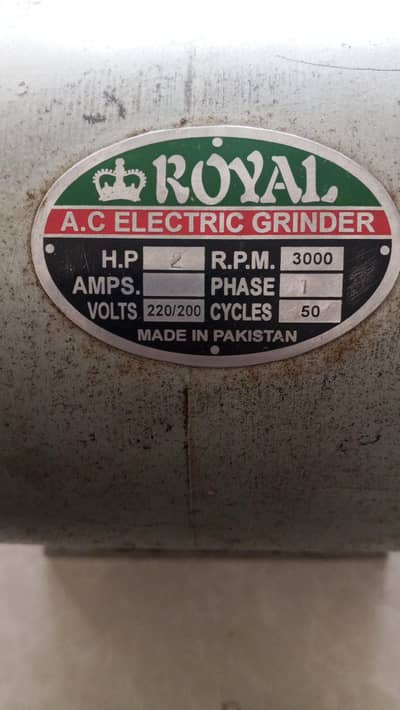 ROYAL
A.C ELECTRIC GRINDER
H.P 2 R.P.M. 3000
AMPS. PHASE 1
VOLTS 220/200 CYCLES 50
MADE IN PAKISTAN